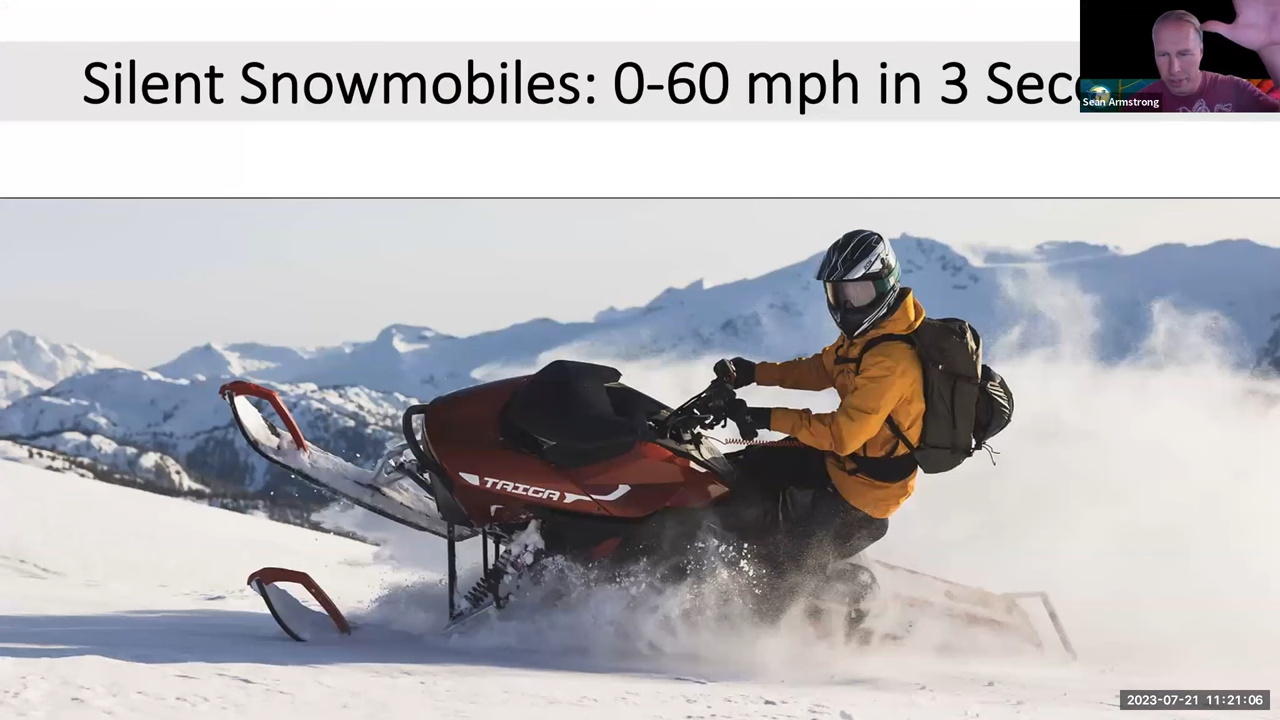 Silent Snowmobiles: 0-60 mph in 3 Sec
Sean Armstrong
TAIGA
2023-07-21 11:21:06